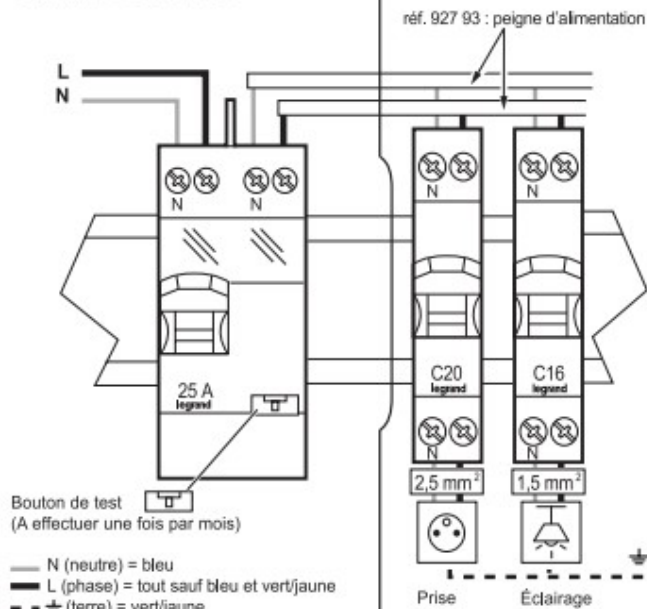 réf. 927 93 : peigne d'alimentation
L
N
N
N
N
N
25 A
legrand
C20
legrand
C16
legrand
N
N
2,5 mm²
1,5 mm²
Bouton de test
(A effectuer une fois par mois)
N (neutre) = bleu
L (phase) = tout sauf bleu et vert/jaune
(terre) = vert/jaune
Prise
Éclairage